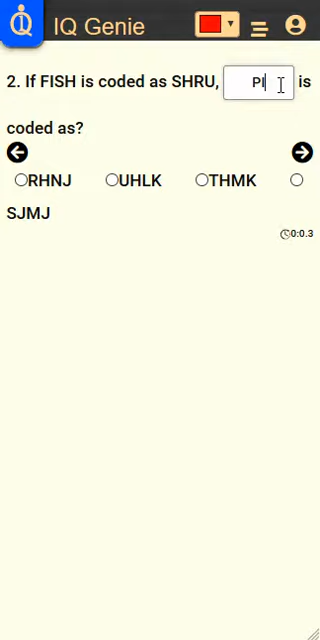 IQ Genie
2. If FISH is coded as SHRU, PI is
coded as?
RHNJ UHLK THMK
SJMJ
0:0.3